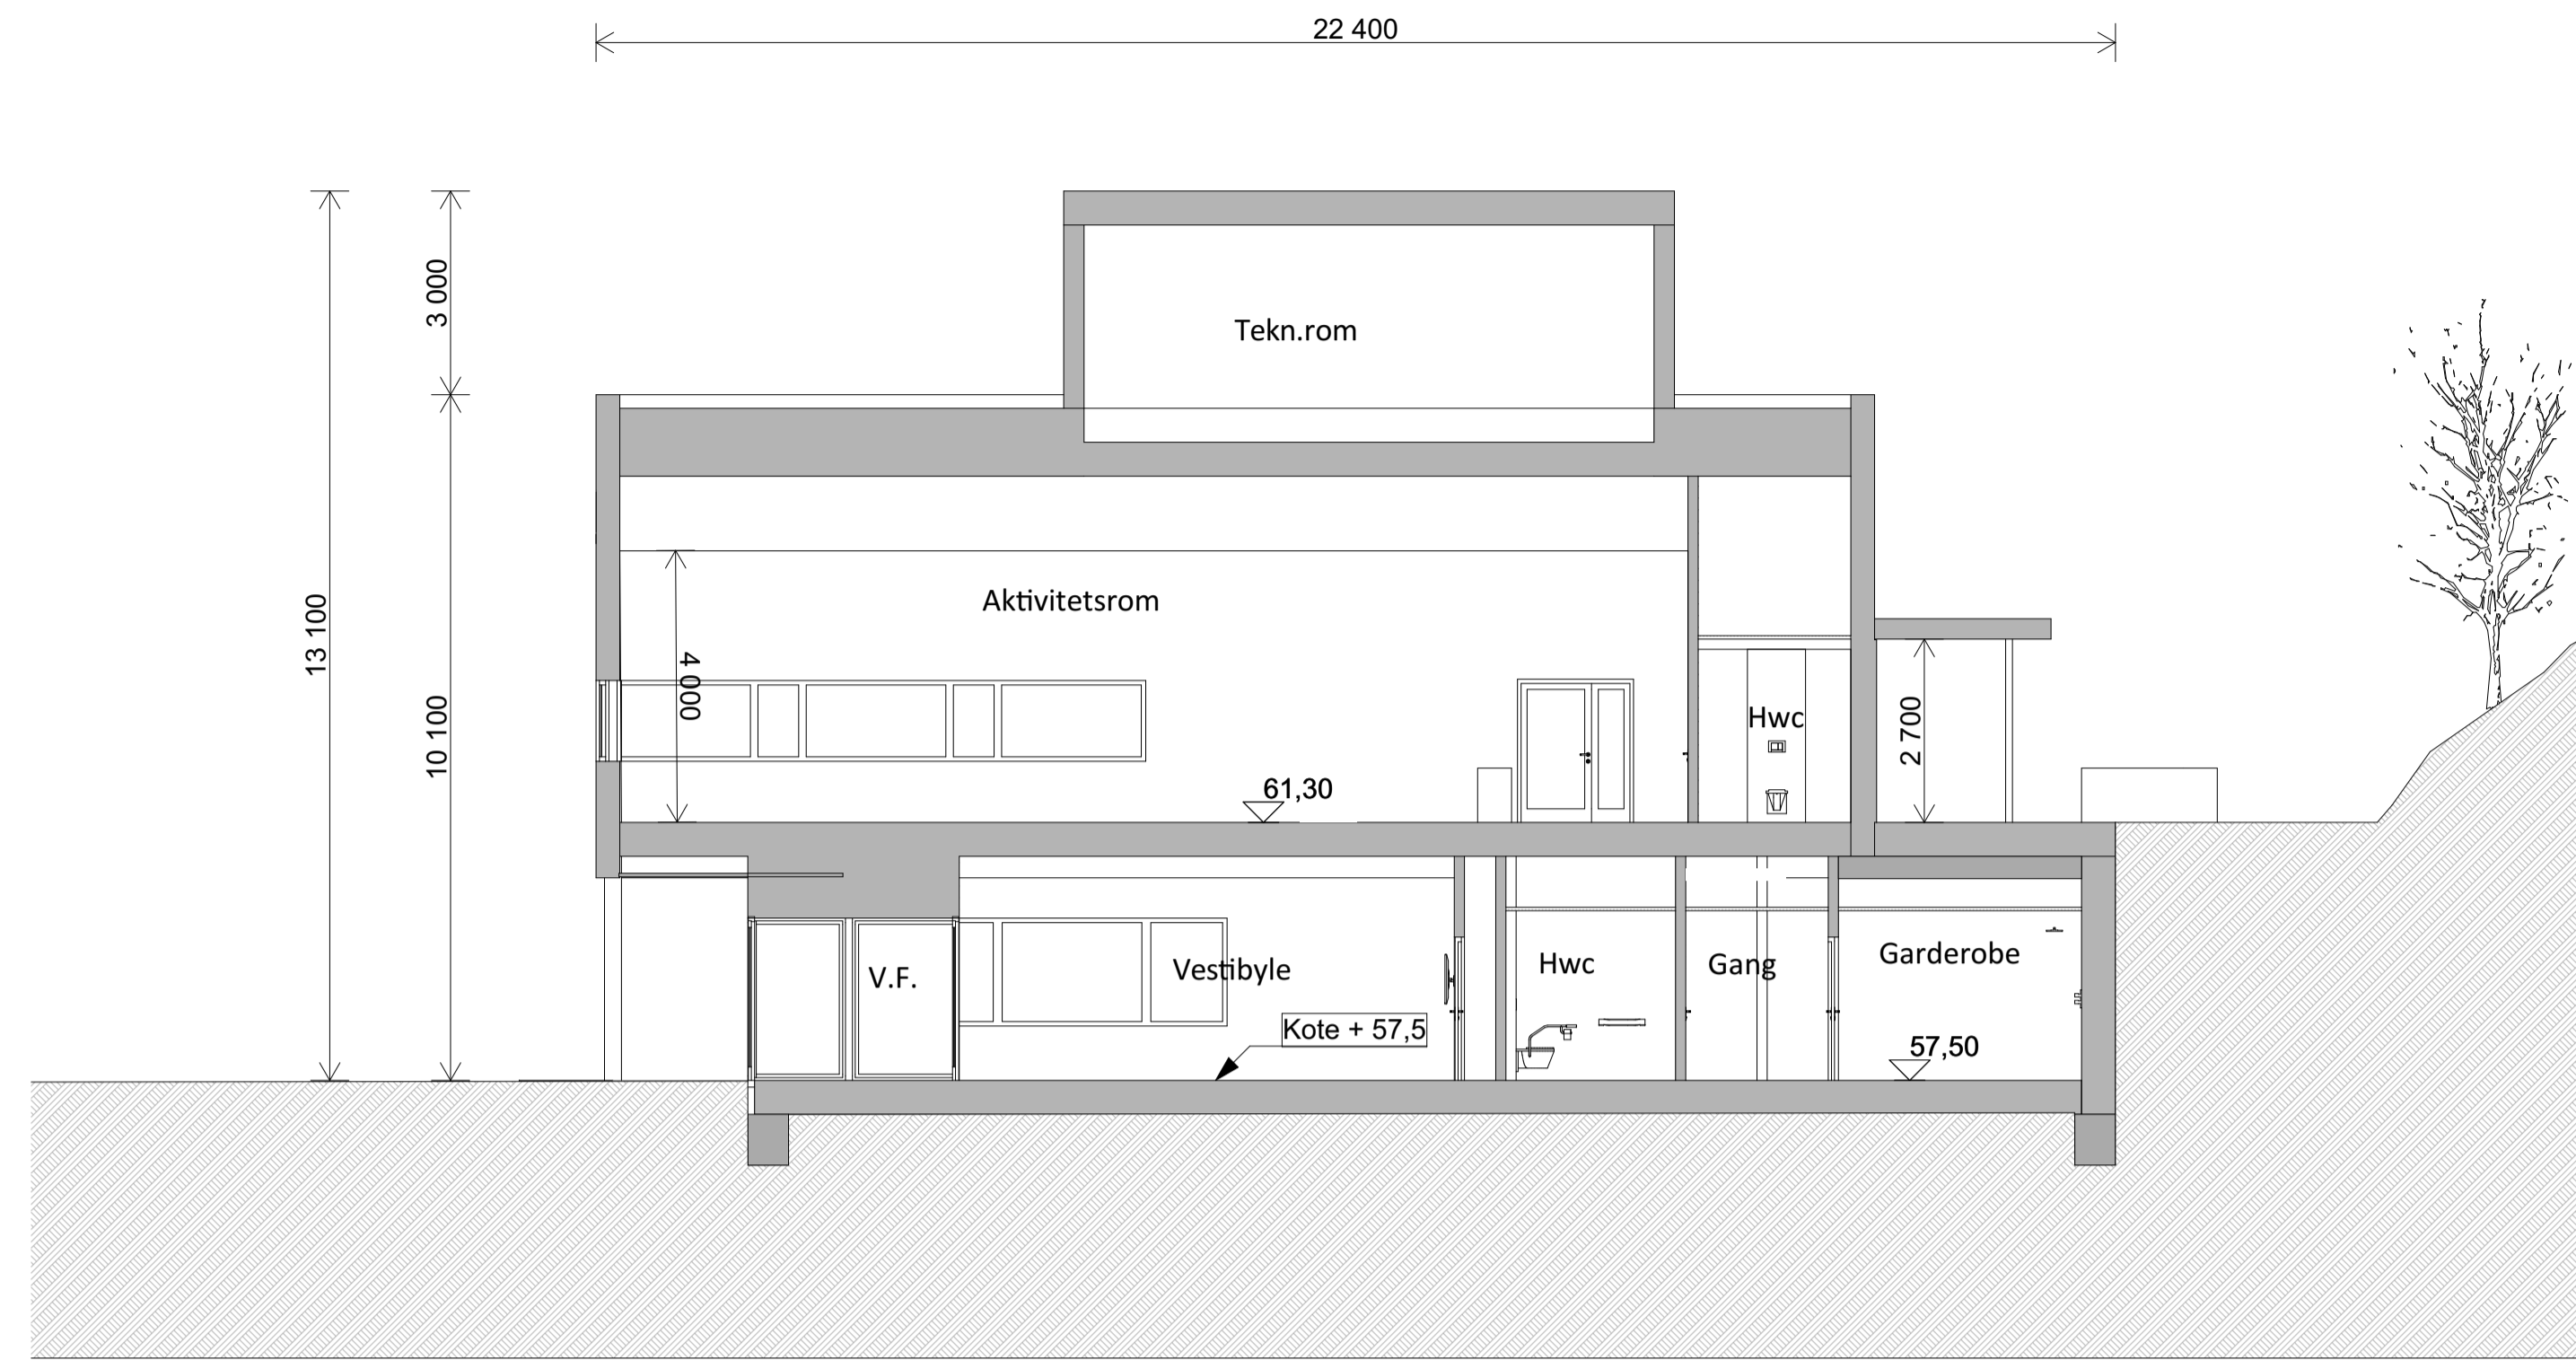 22 400
3 000
Tekn.rom
13 100
Aktivitetsrom
4 000
10 100
Hwc
2 700
61,30
V.F.
Vestibyle
Hwc
Gang
Garderobe
Kote + 57,5
57,50